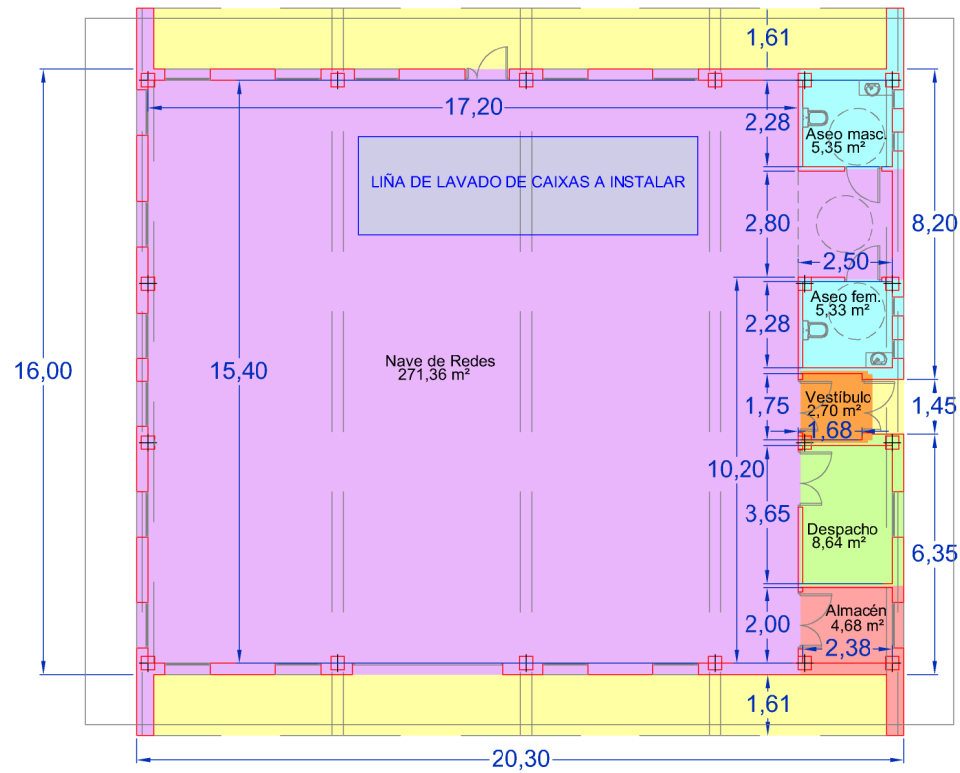 1,61
17,20
2,28
Aseo masc.
5,35 m²
LIÑA DE LAVADO DE CAIXAS A INSTALAR
2,80
8,20
2,50
Aseo fem.
5,33 m²
2,28
Nave de Redes
271,36 m²
16,00
15,40
Vestíbulo
2,70 m²
1,75
1,45
1,68
10,20
3,65
Despacho
8,64 m²
6,35
Almacén
4,68 m²
2,00
2,38
1,61
20,30